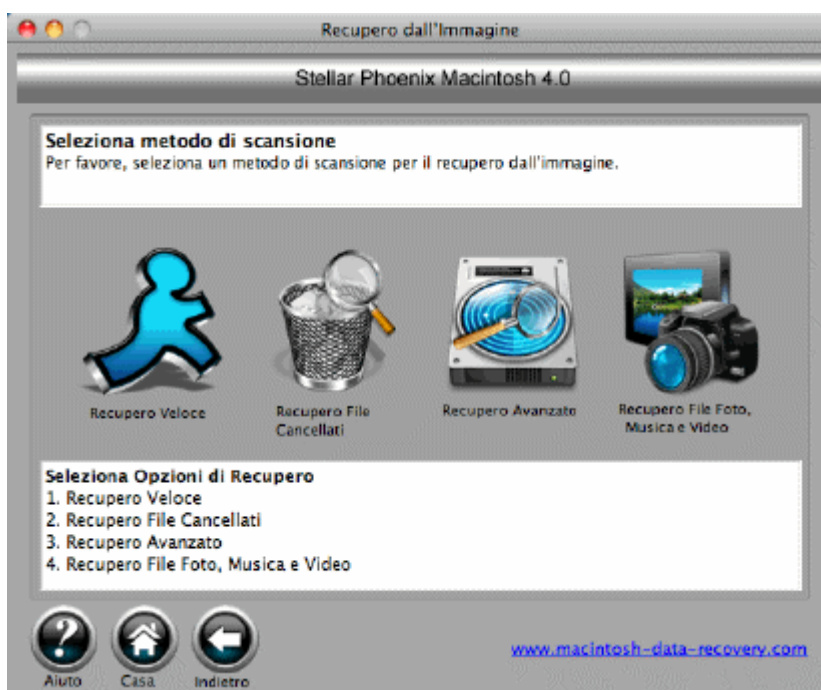 Recupero dall'Immagine
Stellar Phoenix Macintosh 4.0
Seleziona metodo di scansione
Per favore, seleziona un metodo di scansione per il recupero dall'immagine.
Recupero Veloce
Recupero File
Cancellati
Recupero Avanzato
Recupero File Foto,
Musica e Video
Seleziona Opzioni di Recupero
1. Recupero Veloce
2. Recupero File Cancellati
3. Recupero Avanzato
4. Recupero File Foto, Musica e Video
Aiuto
Casa
Indietro
www.macintosh-data-recovery.com